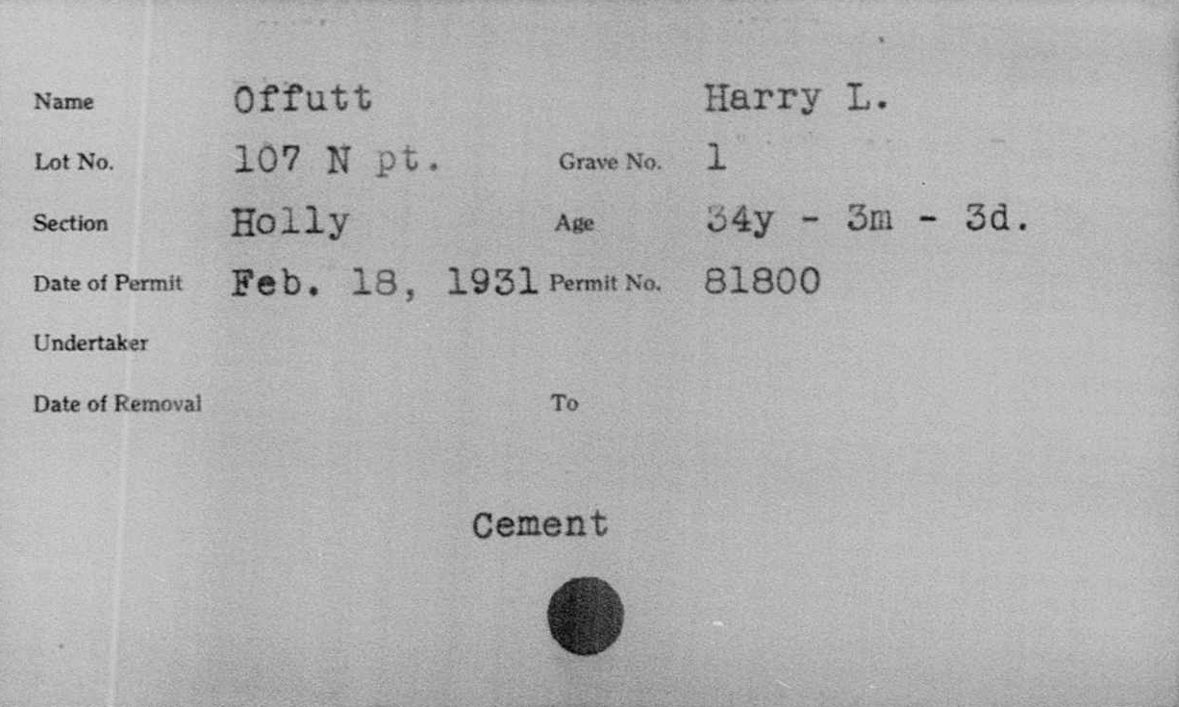 Name Offutt Harry L.
Lot No. 107 N pt. Grave No. 1
Section Holly Age 34y - 3m - 3d.
Date of Permit Feb. 18, 1931 Permit No. 81800
Undertaker
Date of Removal To
Cement